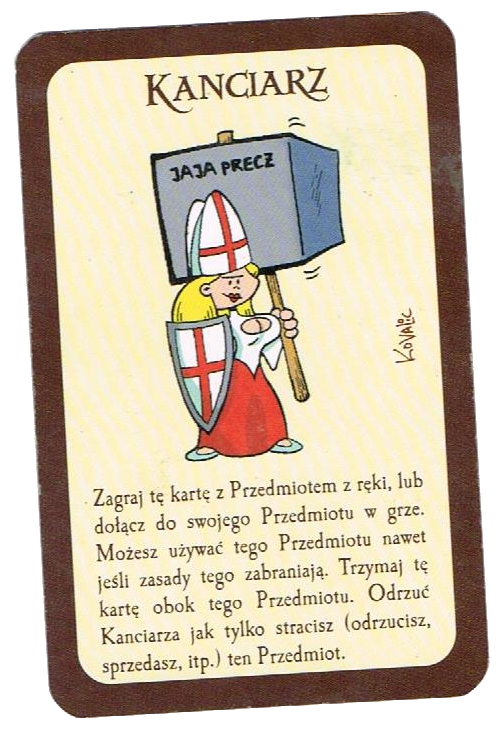 KANCIARZ
JAJA PRECZ
KOVALIC
Zagraj tę kartę z Przedmiotem z ręki, lub
dołącz do swojego Przedmiotu w grze.
Możesz używać tego Przedmiotu nawet
jeśli zasady tego zabraniają. Trzymaj tę
kartę obok tego Przedmiotu. Odrzuć
Kanciarza jak tylko stracisz (odrzucisz,
sprzedasz, itp.) ten Przedmiot.